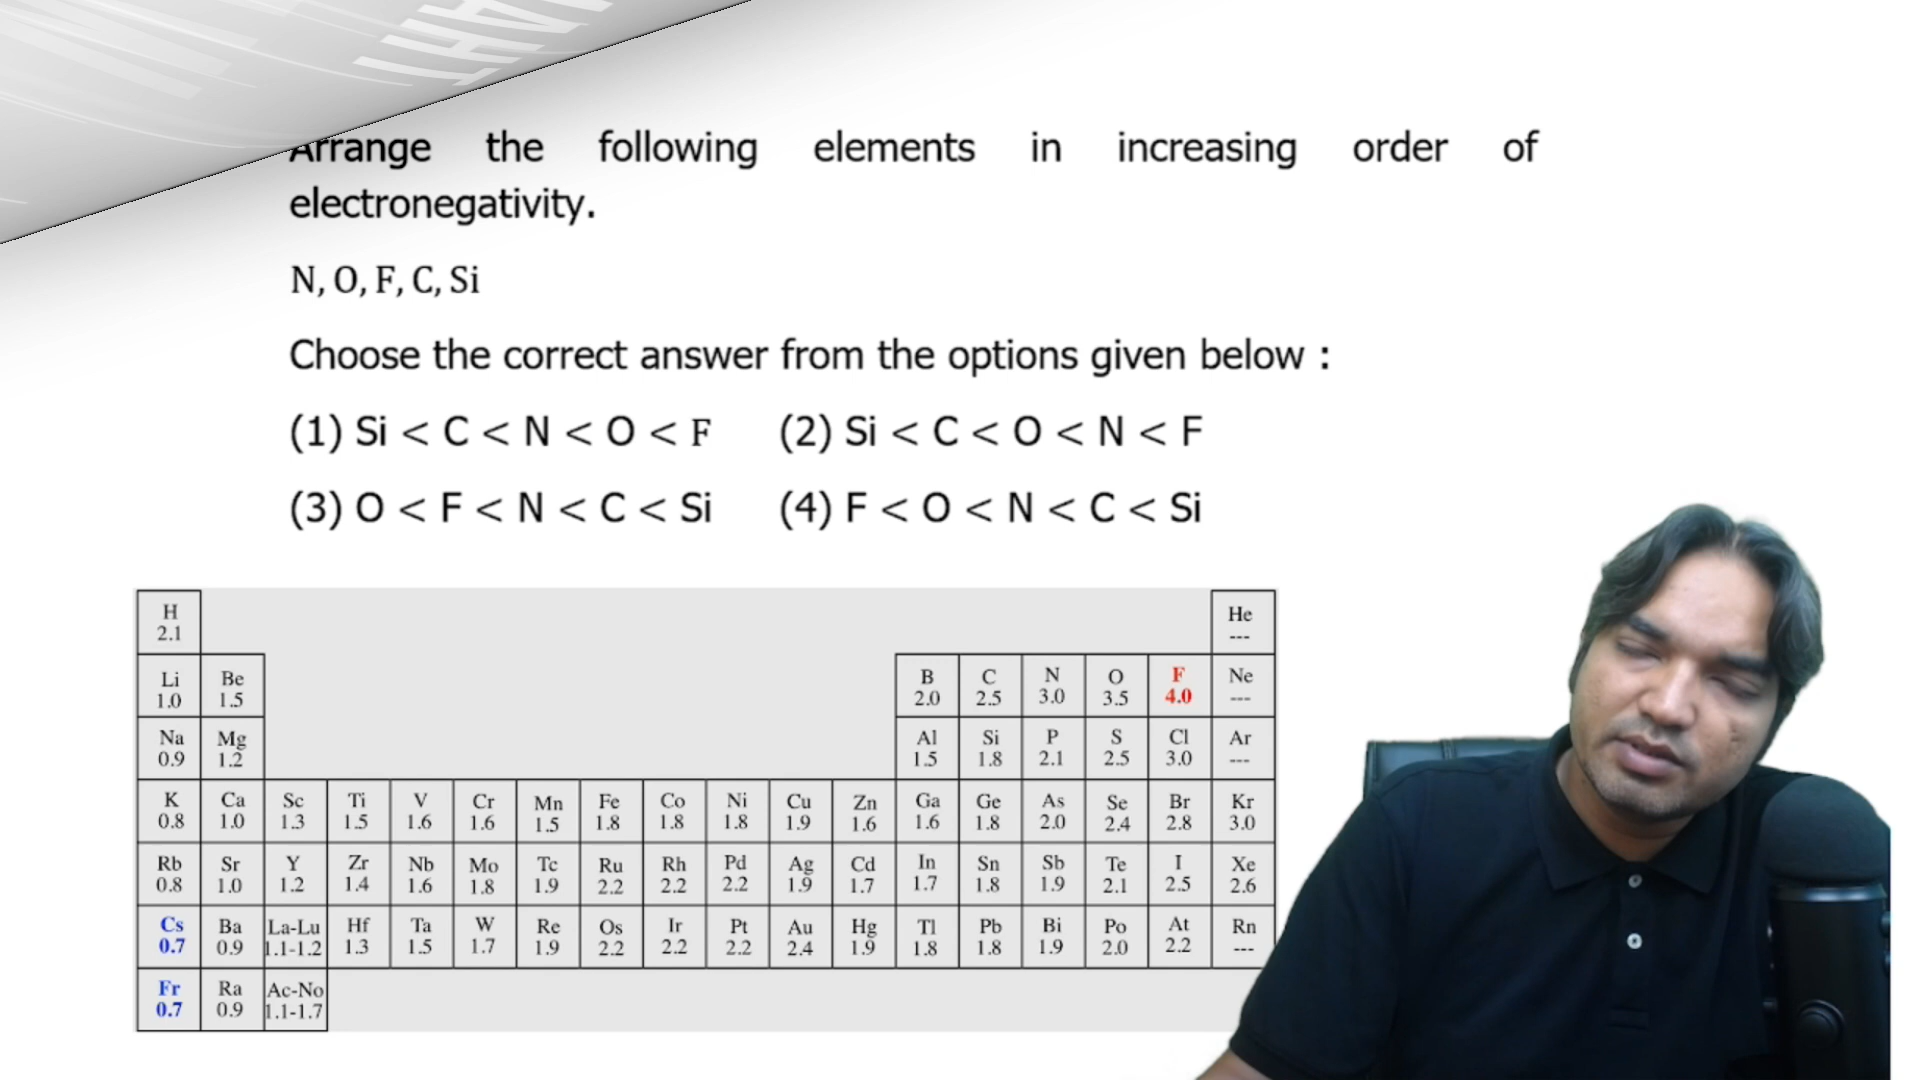 Arrange the following elements in increasing order of
electronegativity.
N, O, F, C, Si
Choose the correct answer from the options given below :
(1) Si < C < N < O < F (2) Si < C < O < N < F
(3) O < F < N < C < Si (4) F < O < N < C < Si
H He
2.1 ---
Li Be B C N O F Ne
1.0 1.5 2.0 2.5 3.0 3.5 4.0 ---
Na Mg Al Si P S Cl Ar
0.9 1.2 1.5 1.8 2.1 2.5 3.0 ---
K Ca Sc Ti V Cr Mn Fe Co Ni Cu Zn Ga Ge As Se Br Kr
0.8 1.0 1.3 1.5 1.6 1.6 1.5 1.8 1.8 1.8 1.9 1.6 1.6 1.8 2.0 2.4 2.8 3.0
Rb Sr Y Zr Nb Mo Tc Ru Rh Pd Ag Cd In Sn Sb Te I Xe
0.8 1.0 1.2 1.4 1.6 1.8 1.9 2.2 2.2 2.2 1.9 1.7 1.7 1.8 1.9 2.1 2.5 2.6
Cs Ba La-Lu Hf Ta W Re Os Ir Pt Au Hg Tl Pb Bi Po At Rn
0.7 0.9 1.1-1.2 1.3 1.5 1.7 1.9 2.2 2.2 2.2 2.4 1.9 1.8 1.8 1.9 2.0 2.2 ---
Fr Ra Ac-No
0.7 0.9 1.1-1.7